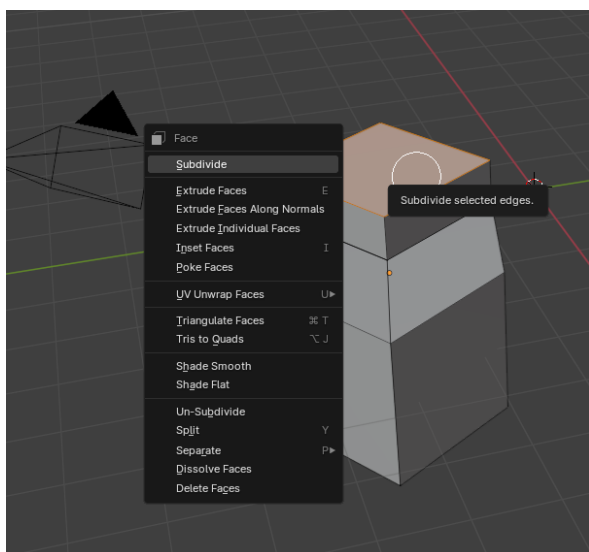 Face
Subdivide
Subdivide selected edges.
Extrude Faces E
Extrude Faces Along Normals
Extrude Individual Faces
Inset Faces I
Poke Faces
UV Unwrap Faces U▶
Triangulate Faces ⌘ T
Tris to Quads ⌥ J
Shade Smooth
Shade Flat
Un-Subdivide
Split Y
Separate P▶
Dissolve Faces
Delete Faces